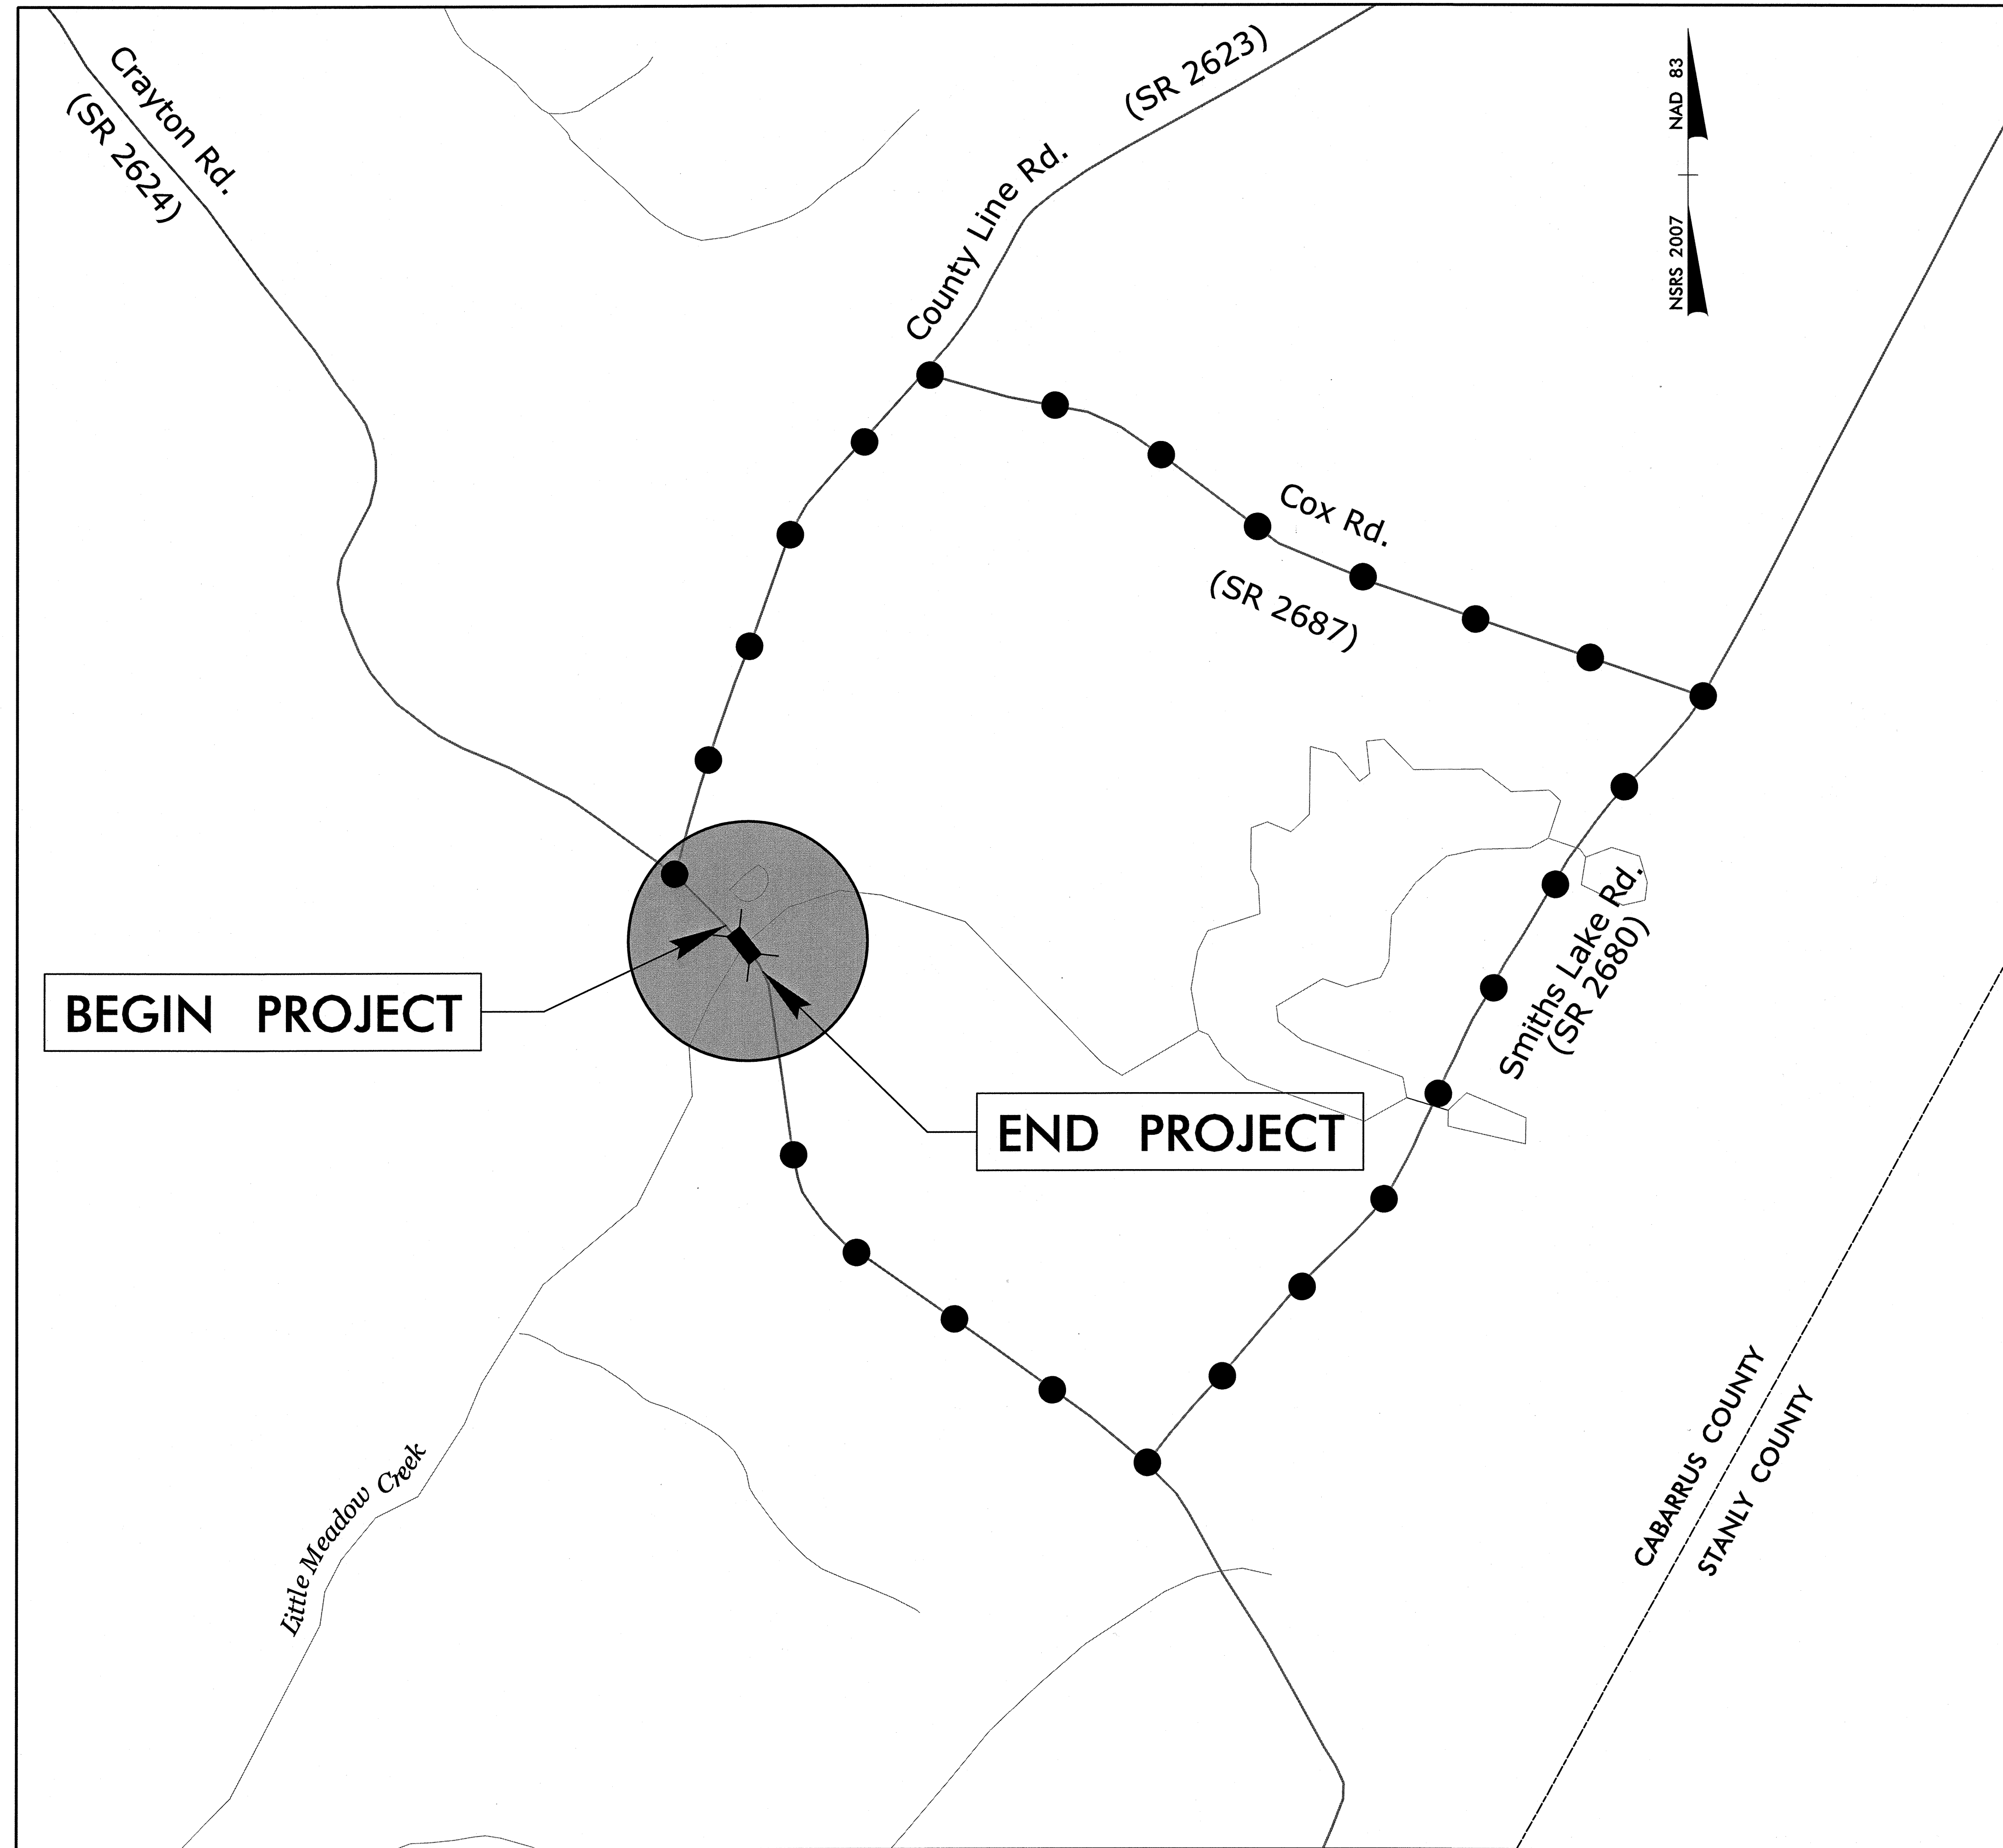 Crayton Rd.
(SR 2624)
(SR 2623)
County Line Rd.
NAD 83
NSRS 2007
Cox Rd.
(SR 2687)
Smiths Lake Rd.
(SR 2680)
BEGIN PROJECT
END PROJECT
Little Meadow Creek
CABARRUS COUNTY
STANLY COUNTY